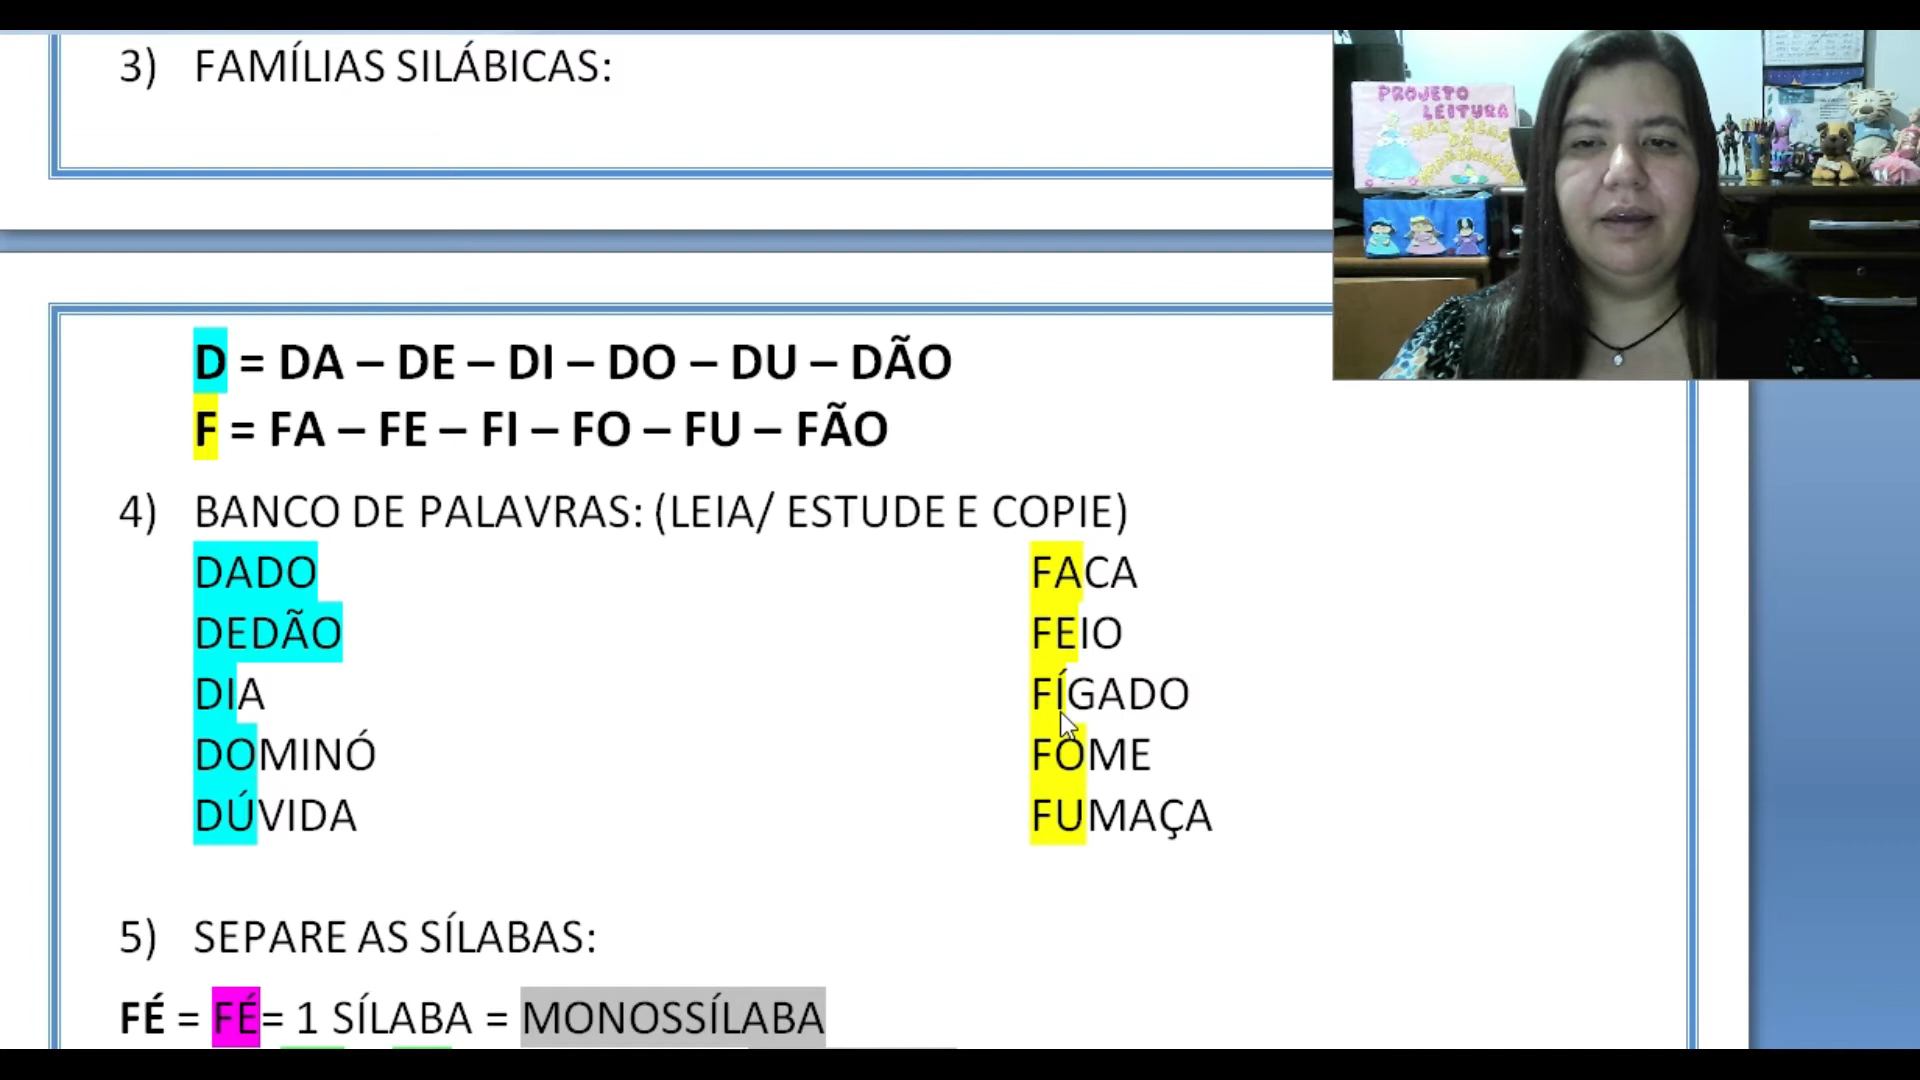 3) FAMÍLIAS SILÁBICAS:
PROJETO
LEITURA
D = DA – DE – DI – DO – DU – DÃO
F = FA – FE – FI – FO – FU – FÃO
4) BANCO DE PALAVRAS: (LEIA/ ESTUDE E COPIE)
DADO FACA
DEDÃO FEIO
DIA FÍGADO
DOMINÓ FOME
DÚVIDA FUMAÇA
5) SEPARE AS SÍLABAS:
FÉ = FÉ= 1 SÍLABA = MONOSSÍLABA